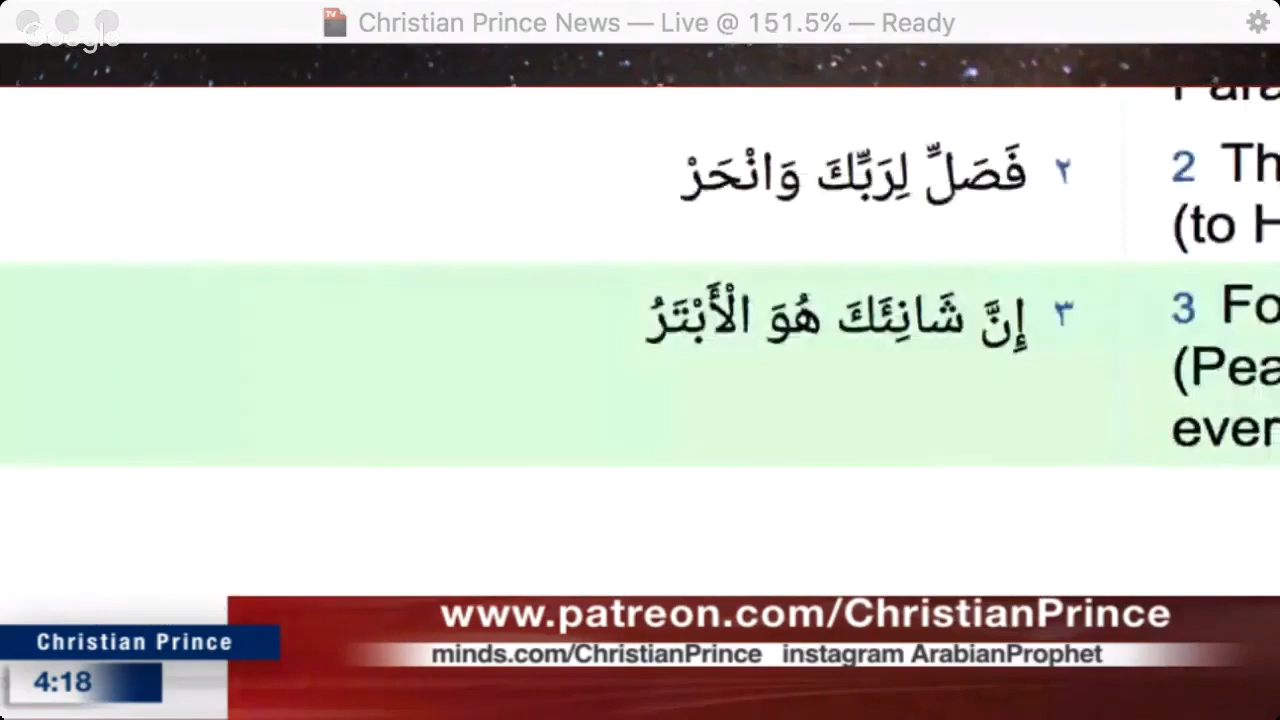 Christian Prince News — Live @ 151.5% — Ready
Google
٢ فَصَلِّ لِرَبِّكَ وَانْحَرْ
2 Th
(to H
٣ إِنَّ شَانِئَكَ هُوَ الْأَبْتَرُ
3 Fo
(Pea
ever
www.patreon.com/ChristianPrince
minds.com/ChristianPrince instagram ArabianProphet
Christian Prince
4:18